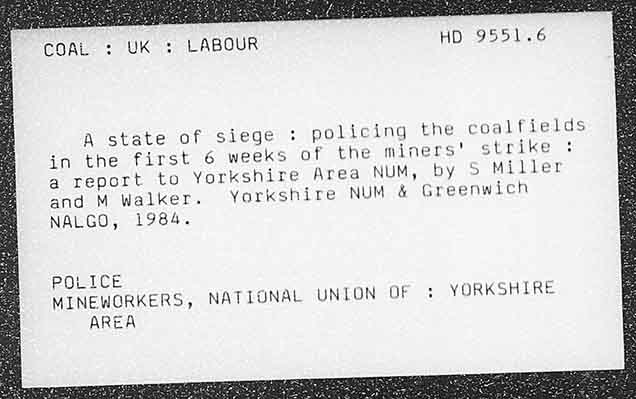 COAL : UK : LABOUR
HD 9551.6
A state of siege : policing the coalfields
in the first 6 weeks of the miners' strike :
a report to Yorkshire Area NUM, by S Miller
and M Walker. Yorkshire NUM & Greenwich
NALGO, 1984.
POLICE
MINEWORKERS, NATIONAL UNION OF : YORKSHIRE
AREA